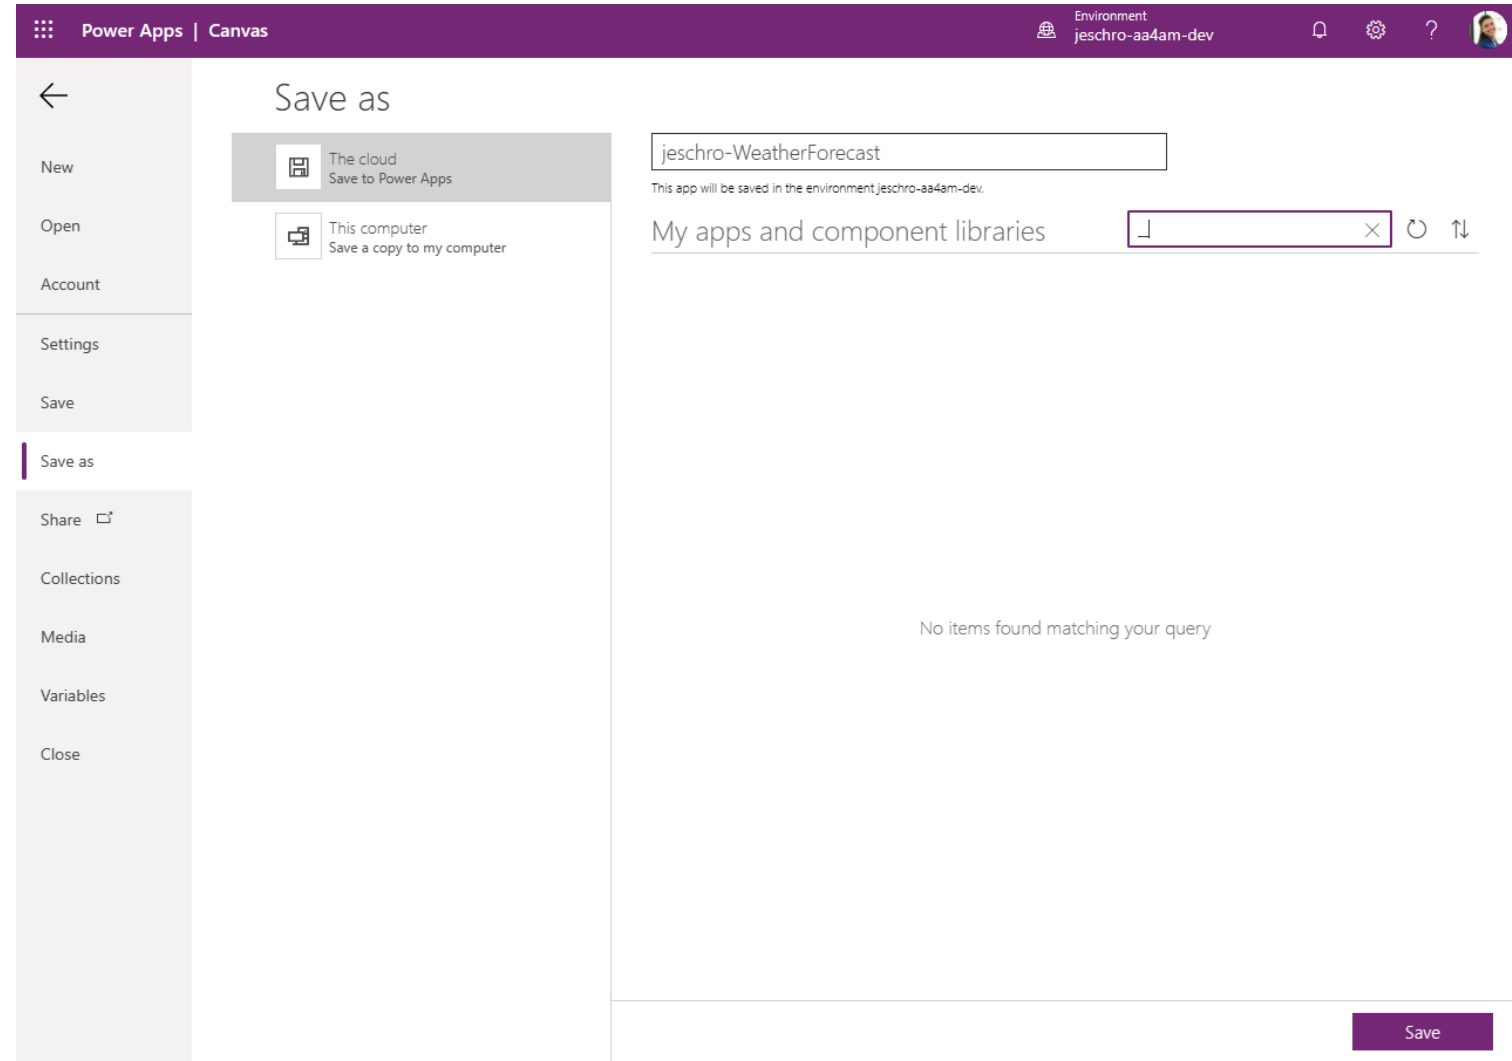 Power Apps | Canvas
Environment
jeschro-aa4am-dev
?
Save as
New
Open
Account
Settings
Save
Save as
Share
Collections
Media
Variables
Close
The cloud
Save to Power Apps
This computer
Save a copy to my computer
jeschro-WeatherForecast
This app will be saved in the environment jeschro-aa4am-dev.
My apps and component libraries
_
No items found matching your query
Save